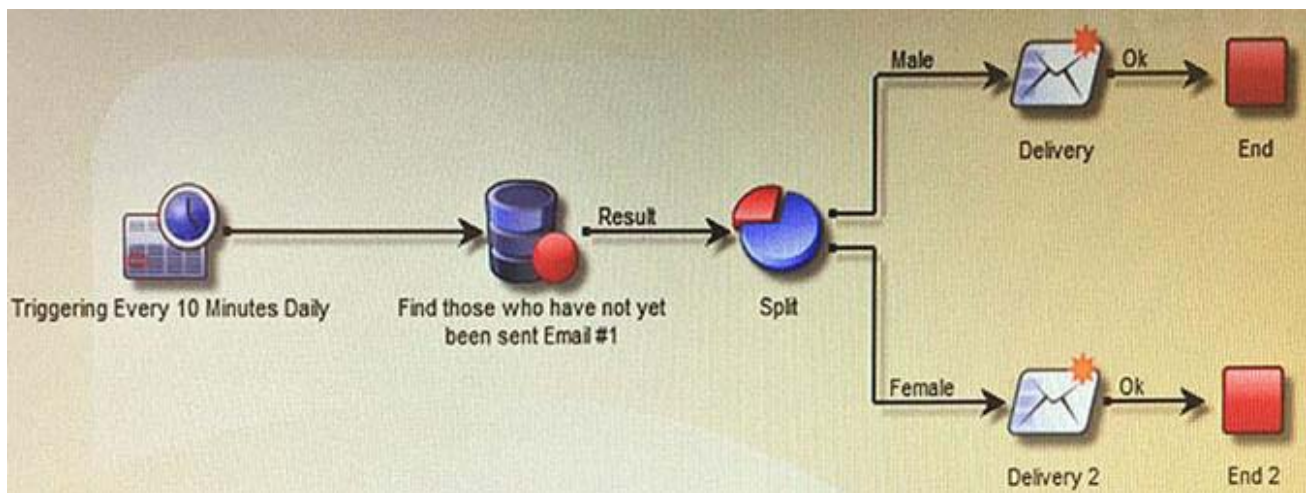 Male
Ok
Delivery
End
Result
Triggering Every 10 Minutes Daily
Find those who have not yet
been sent Email #1
Split
Female
Ok
Delivery 2
End 2